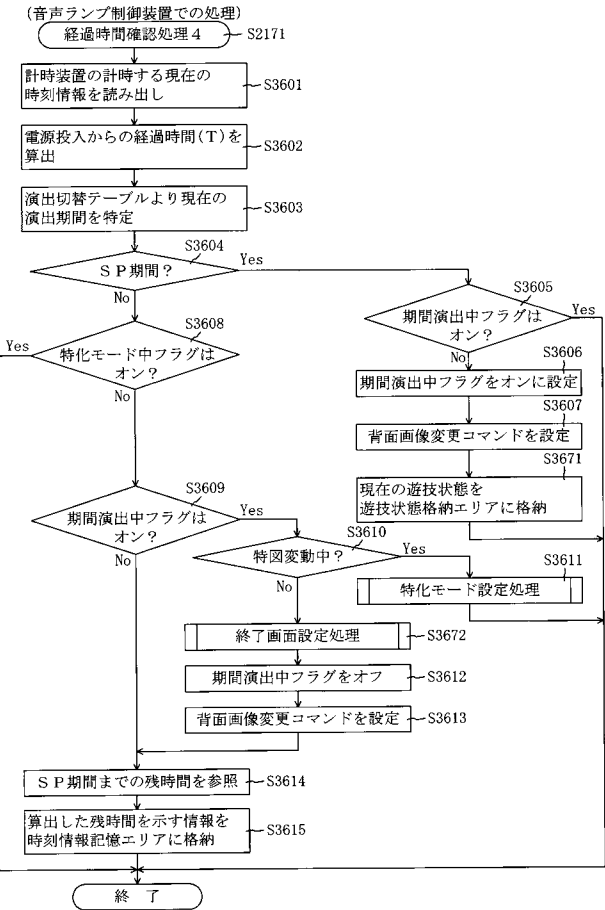 (音声ランプ制御装置での処理)
経過時間確認処理4
S2171
計時装置の計時する現在の
時刻情報を読み出し
S3601
電源投入からの経過時間(T)を
算出
S3602
演出切替テーブルより現在の
演出期間を特定
S3603
S3604
SP期間?
Yes
No
S3605
期間演出中フラグは
オン?
Yes
No
S3606
期間演出中フラグをオンに設定
S3607
背面画像変更コマンドを設定
S3671
現在の遊技状態を
遊技状態格納エリアに格納
S3608
Yes
特化モード中フラグは
オン?
No
S3609
期間演出中フラグは
オン?
Yes
No
S3610
特図変動中?
Yes
No
S3611
特化モード設定処理
終了画面設定処理
S3672
期間演出中フラグをオフ
S3612
背面画像変更コマンドを設定
S3613
SP期間までの残時間を参照
S3614
算出した残時間を示す情報を
時刻情報記憶エリアに格納
S3615
終 了